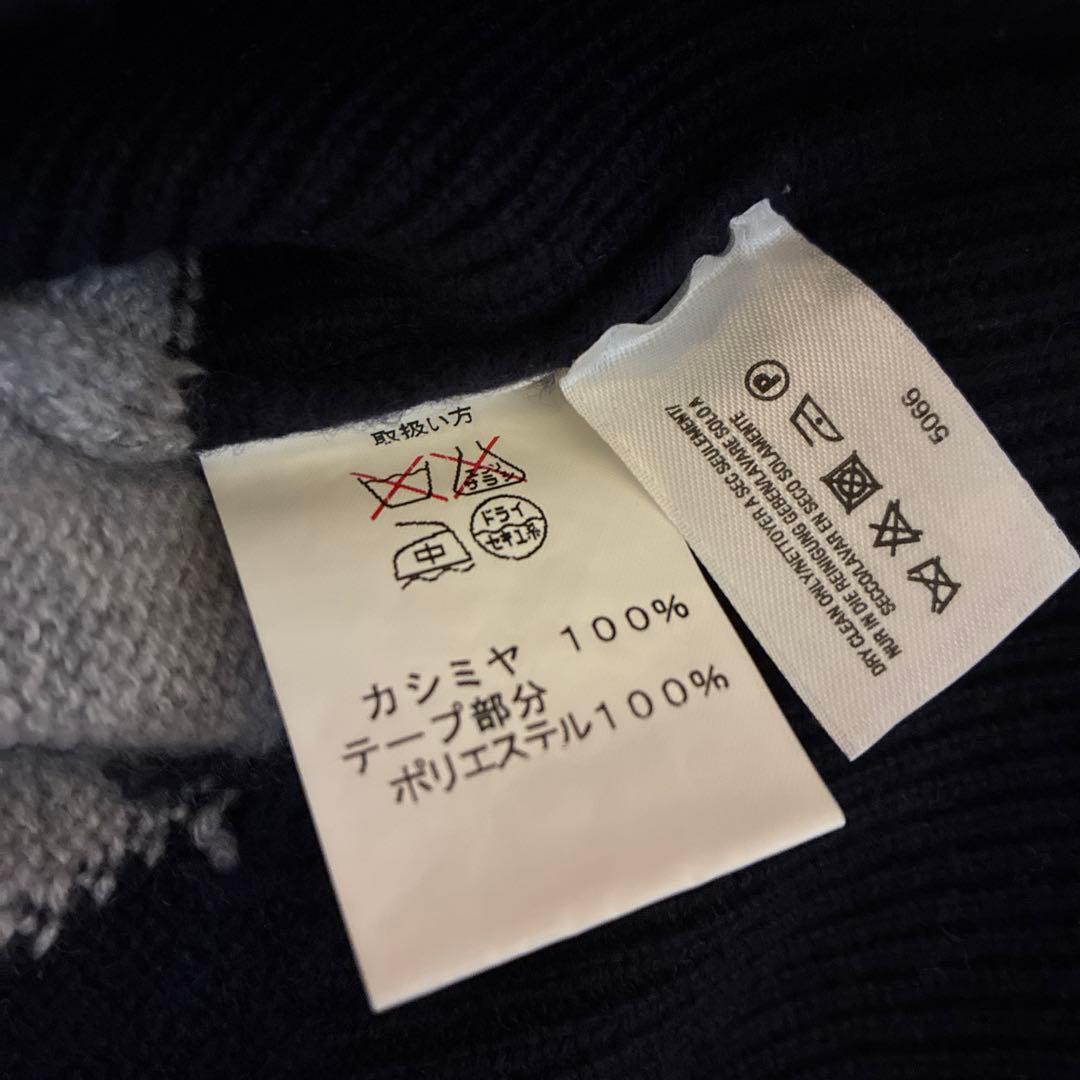 取扱い方
中
ドライ
セキユ系
カシミヤ 100%
テープ部分
ポリエステル100%
5066
P
DRY CLEAN ONLY/NETTOYER A SEC SEULEMENT/
NUR IN DIE REINIGUNG GEBEN/LAVARE SOLO A
SECCO/LAVAR EN SECO SOLAMENTE